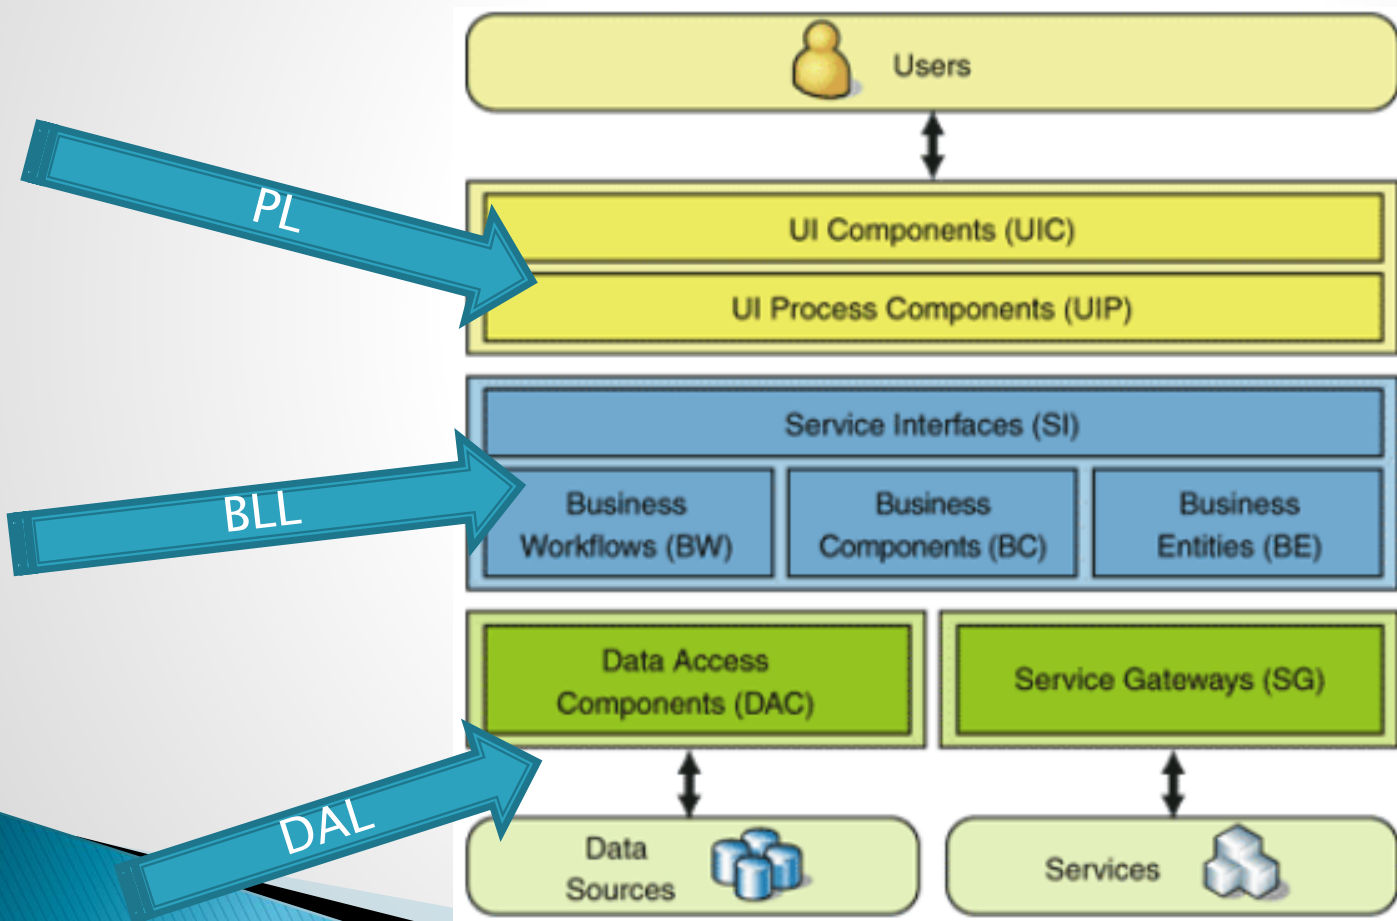 Users
PL
UI Components (UIC)
UI Process Components (UIP)
Service Interfaces (SI)
BLL
Business
Workflows (BW)
Business
Components (BC)
Business
Entities (BE)
Data Access
Components (DAC)
Service Gateways (SG)
DAL
Data
Sources
Services